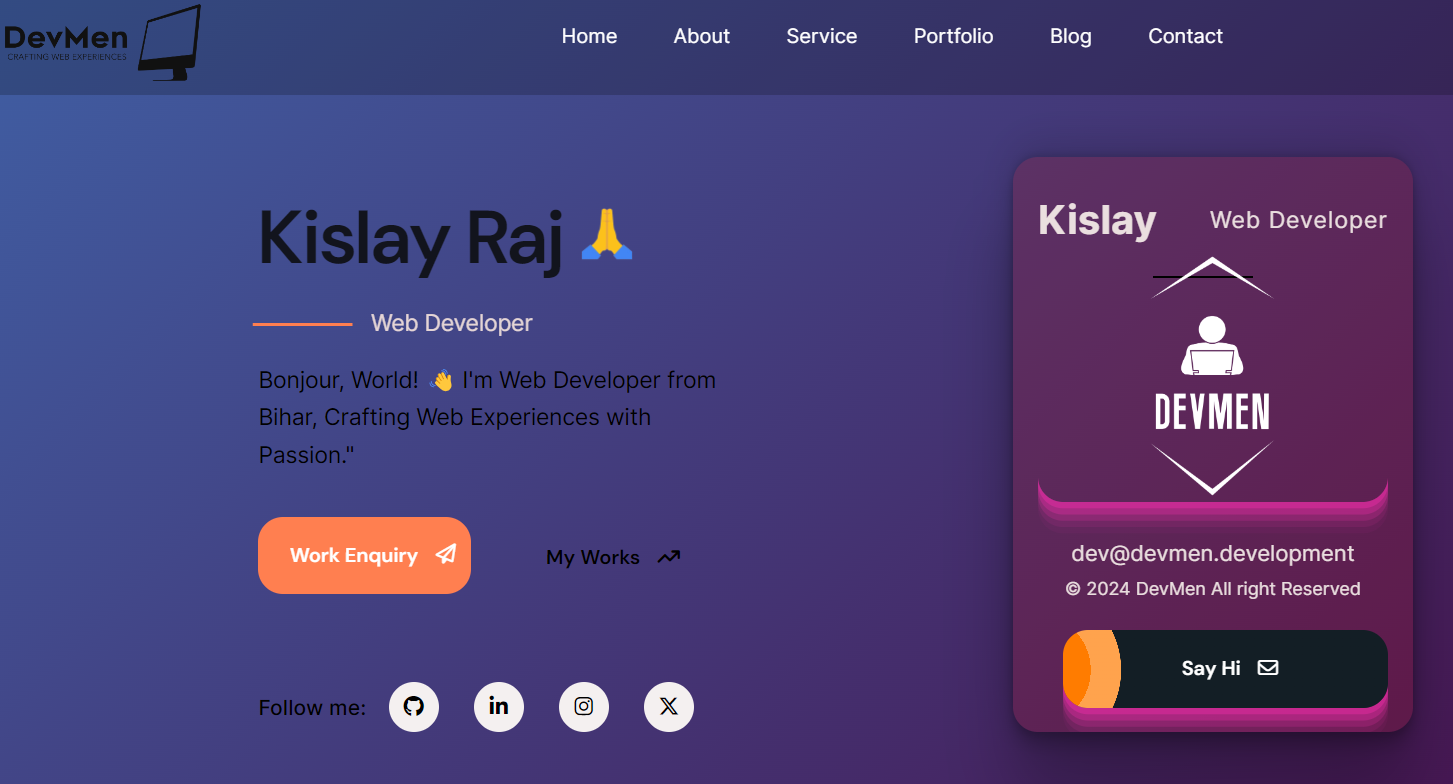 DevMen
CRAFTING WEB EXPERIENCES
Home About Service Portfolio Blog Contact
Kislay Raj 🙏
Web Developer
Bonjour, World! 👋 I'm Web Developer from
Bihar, Crafting Web Experiences with
Passion."
Work Enquiry
My Works
Follow me:
in
X
Kislay
Web Developer
DEVMEN
dev@devmen.development
© 2024 DevMen All right Reserved
Say Hi